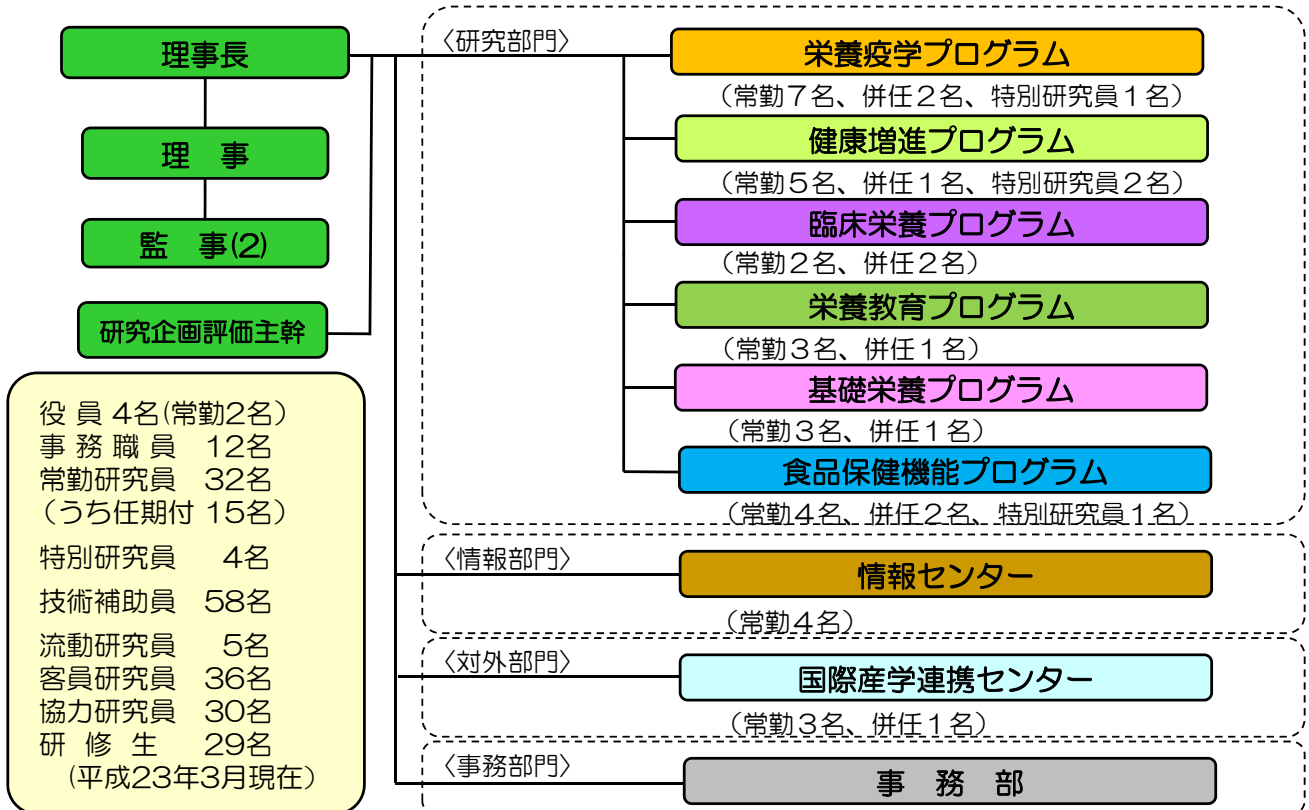 理事長
理　事
監　事(2)
研究企画評価主幹
役 員 4名(常勤2名)
事 務 職 員　12名
常勤研究員　32名
(うち任期付 15名)
特別研究員　4名
技術補助員　58名
流動研究員　5名
客員研究員　36名
協力研究員　30名
研 修 生　29名
(平成23年3月現在)
〈研究部門〉
栄養疫学プログラム
(常勤7名、併任2名、特別研究員1名)
健康増進プログラム
(常勤5名、併任1名、特別研究員2名)
臨床栄養プログラム
(常勤2名、併任2名)
栄養教育プログラム
(常勤3名、併任1名)
基礎栄養プログラム
(常勤3名、併任1名)
食品保健機能プログラム
(常勤4名、併任2名、特別研究員1名)
〈情報部門〉
情報センター
(常勤4名)
〈対外部門〉
国際産学連携センター
(常勤3名、併任1名)
〈事務部門〉
事　務　部